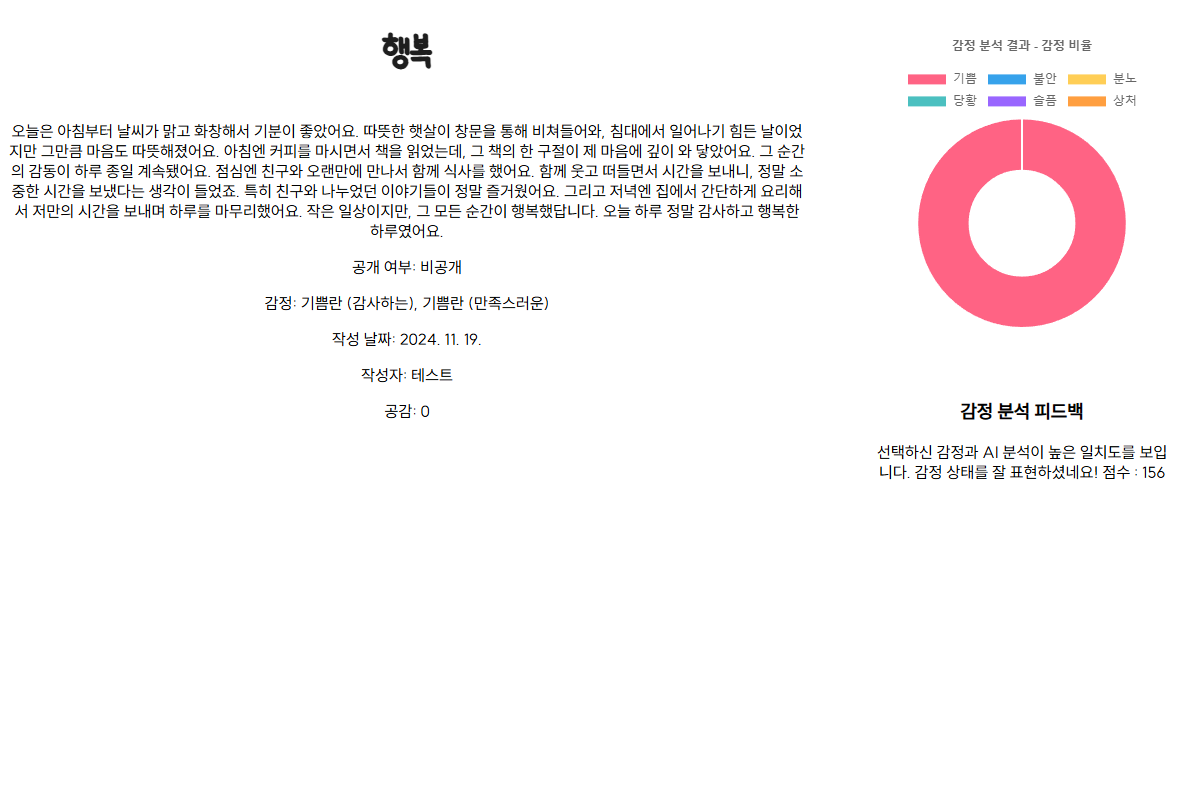 행복
오늘은 아침부터 날씨가 맑고 화창해서 기분이 좋았어요. 따뜻한 햇살이 창문을 통해 비쳐들어와, 침대에서 일어나기 힘든 날이었
지만 그만큼 마음도 따뜻해졌어요. 아침엔 커피를 마시면서 책을 읽었는데, 그 책의 한 구절이 제 마음에 깊이 와 닿았어요. 그 순간
의 감동이 하루 종일 계속됐어요. 점심엔 친구와 오랜만에 만나서 함께 식사를 했어요. 함께 웃고 떠들면서 시간을 보내니, 정말 소
중한 시간을 보냈다는 생각이 들었죠. 특히 친구와 나누었던 이야기들이 정말 즐거웠어요. 그리고 저녁엔 집에서 간단하게 요리해
서 저만의 시간을 보내며 하루를 마무리했어요. 작은 일상이지만, 그 모든 순간이 행복했답니다. 오늘 하루 정말 감사하고 행복한
하루였어요.
공개 여부: 비공개
감정: 기쁨란 (감사하는), 기쁨란 (만족스러운)
작성 날짜: 2024. 11. 19.
작성자: 테스트
공감: 0
감정 분석 결과 - 감정 비율
기쁨 불안 분노
당황 슬픔 상처
감정 분석 피드백
선택하신 감정과 AI 분석이 높은 일치도를 보입
니다. 감정 상태를 잘 표현하셨네요! 점수 : 156